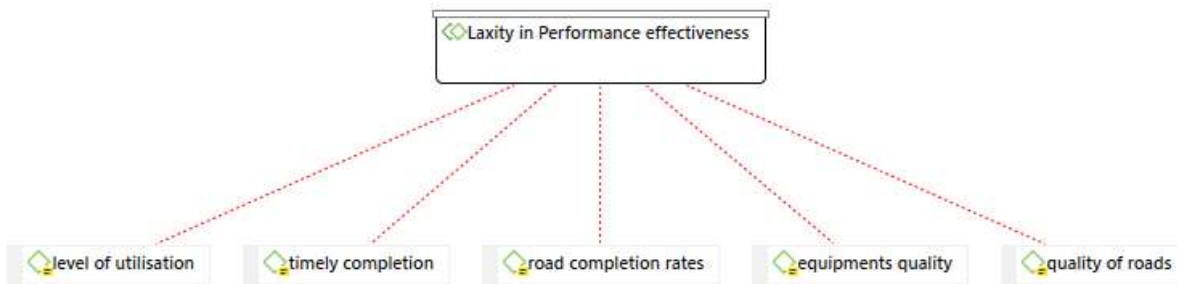 Laxity in Performance effectiveness
level of utilisation
timely completion
road completion rates
equipments quality
quality of roads